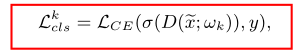 $\mathcal{L}_{cls}^{k} = \mathcal{L}_{CE}(\sigma(D(\widetilde{x}; \omega_k)), y),$